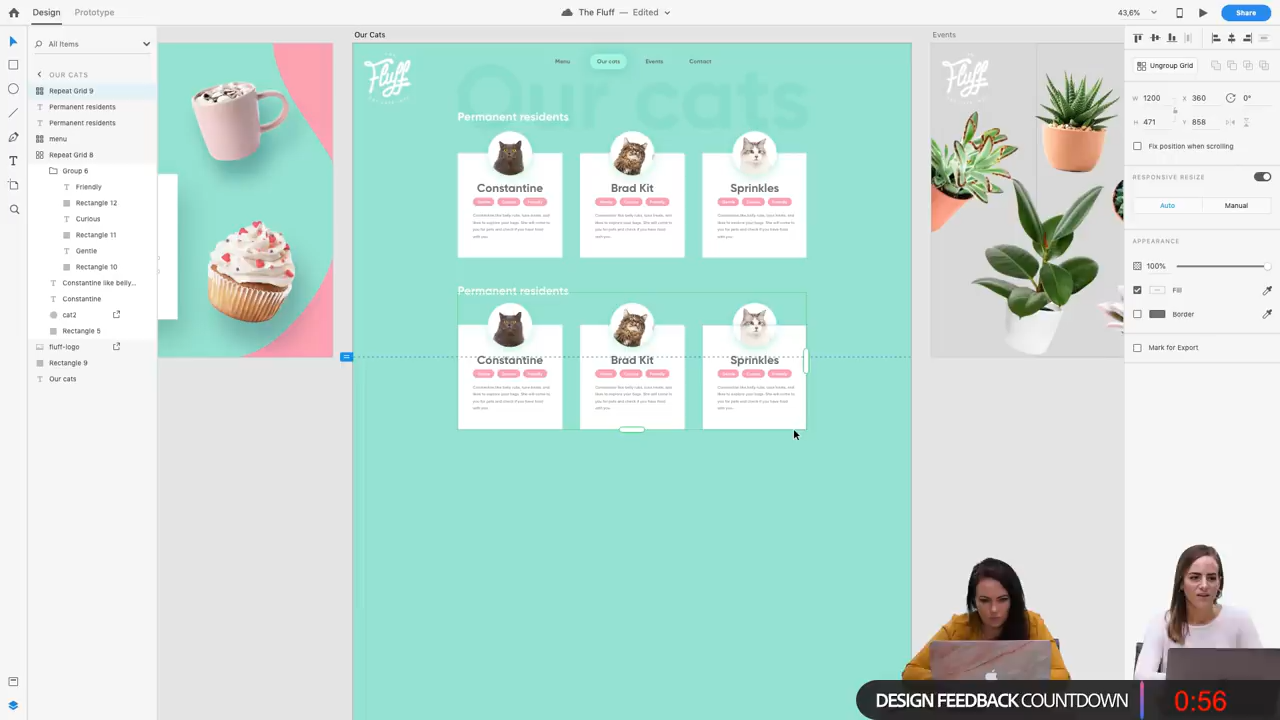 Design
Prototype
The Fluff — Edited
43,6%
Share
All Items
OUR CATS
Repeat Grid 9
Permanent residents
Permanent residents
menu
Repeat Grid 8
Group 6
Friendly
Rectangle 12
Curious
Rectangle 11
Gentle
Rectangle 10
Constantine like belly...
Constantine
cat2
Rectangle 5
fluff-logo
Rectangle 9
Our cats
Our Cats
Fluff
Menu
Our cats
Events
Contact
Our cats
Permanent residents
Constantine
Brad Kit
Sprinkles
Permanent residents
Constantine
Brad Kit
Sprinkles
Events
Fluff
Ungroup Grid
W 1200 X 360 0°
H 471 Y 858
Fix position when scrolling
RESPONSIVE RESIZE
Auto
Manual
APPEARANCE
100%
Fill
Border
Mark for Export
DESIGN FEEDBACK COUNTDOWN
0:56